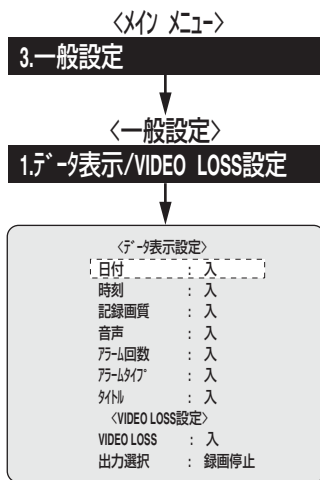 〈メイン メニュー〉
3.一般設定
〈一般設定〉
1.データ表示/VIDEO LOSS設定
〈データ表示設定〉
日付 : 入
時刻 : 入
記録画質 : 入
音声 : 入
アラーム回数 : 入
アラームタイプ : 入
タイトル : 入
〈VIDEO LOSS設定〉
VIDEO LOSS : 入
出力選択 : 録画停止